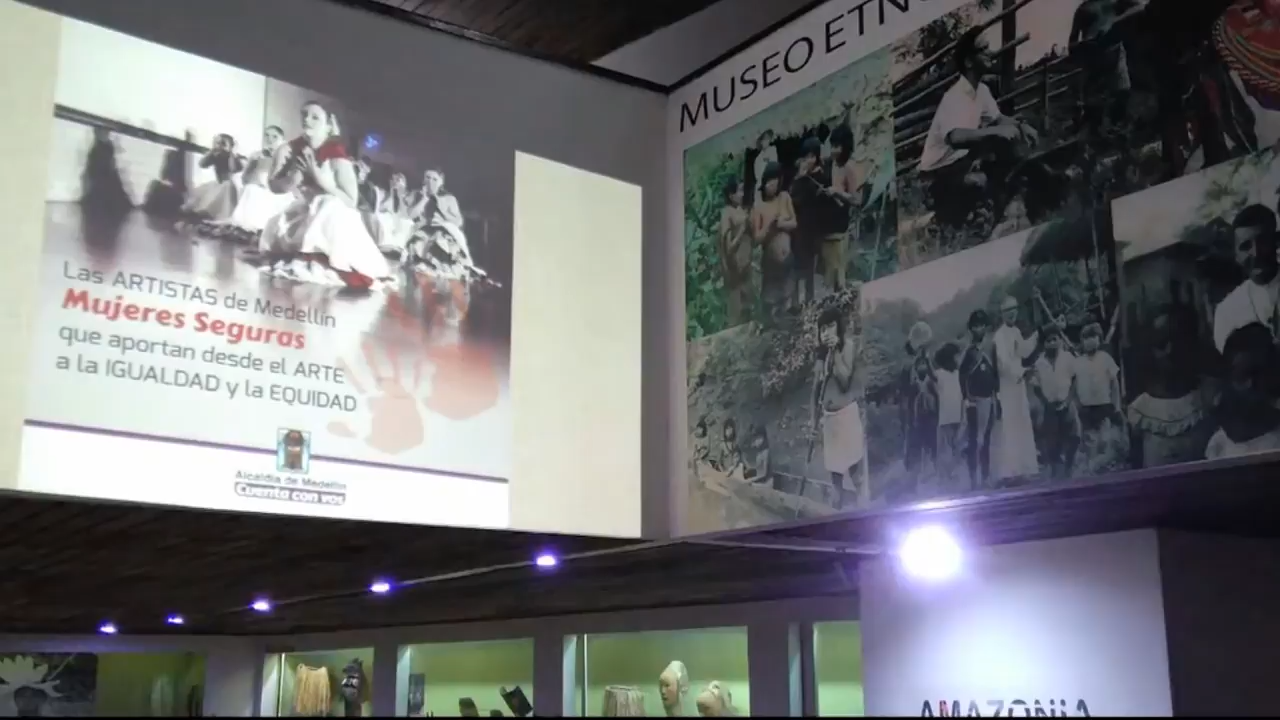 Las ARTISTAS de Medellín
Mujeres Seguras
que aportan desde el ARTE
a la IGUALDAD y la EQUIDAD
Alcaldía de Medellín
Cuenta con vos
MUSEO ETN
AMAZONIA